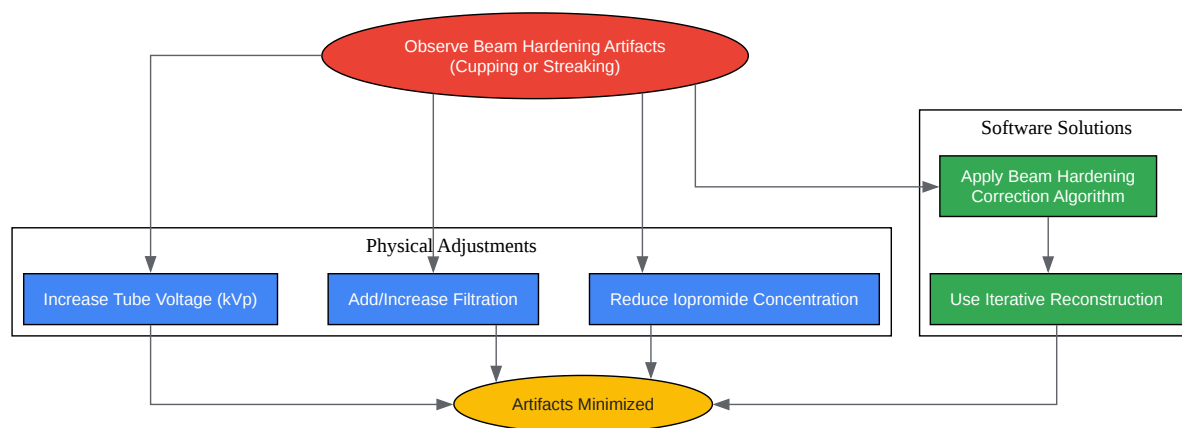 Observe Beam Hardening Artifacts
(Cupping or Streaking)
Software Solutions
Apply Beam Hardening
Correction Algorithm
Physical Adjustments
Increase Tube Voltage (kVp)
Add/Increase Filtration
Reduce Iopromide Concentration
Use Iterative Reconstruction
Artifacts Minimized